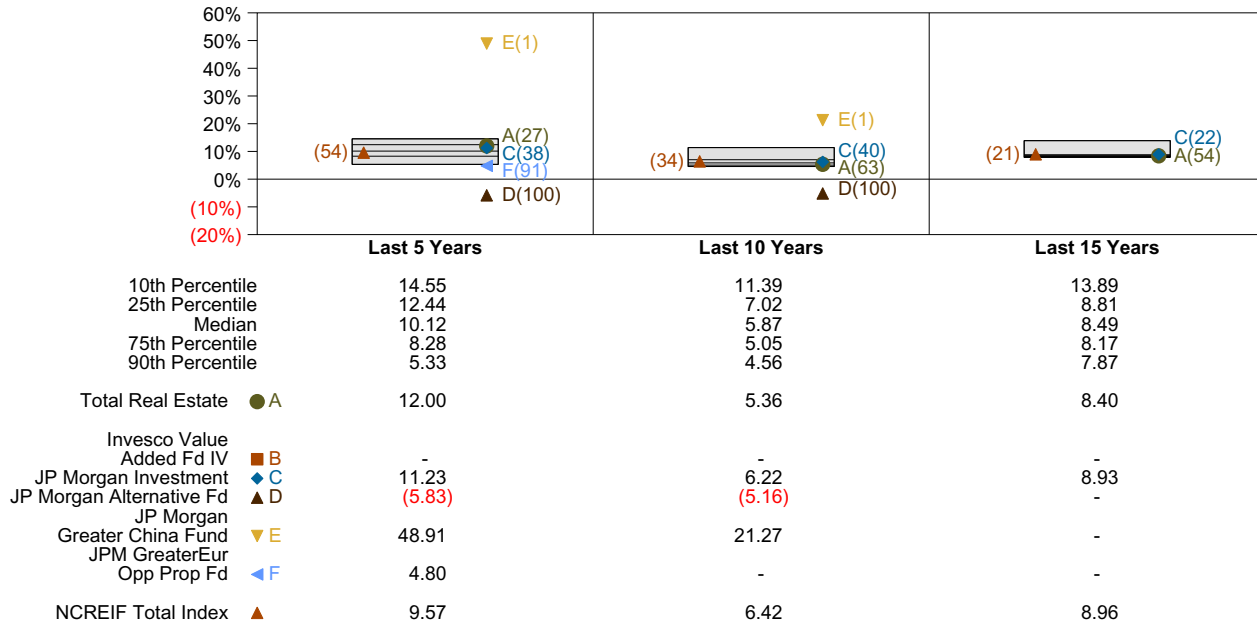 60%
50%
40%
30%
20%
10%
0%
(10%)
(20%)
E(1)
(54)
A(27)
C(38)
F(91)
D(100)
E(1)
(34)
C(40)
A(63)
D(100)
(21)
C(22)
A(54)
Last 5 Years Last 10 Years Last 15 Years
10th Percentile 14.55 11.39 13.89
25th Percentile 12.44 7.02 8.81
Median 10.12 5.87 8.49
75th Percentile 8.28 5.05 8.17
90th Percentile 5.33 4.56 7.87
Total Real Estate A 12.00 5.36 8.40
Invesco Value
Added Fd IV B - - -
JP Morgan Investment C 11.23 6.22 8.93
JP Morgan Alternative Fd D (5.83) (5.16) -
JP Morgan
Greater China Fund E 48.91 21.27 -
JPM GreaterEur
Opp Prop Fd F 4.80 - -
NCREIF Total Index 9.57 6.42 8.96